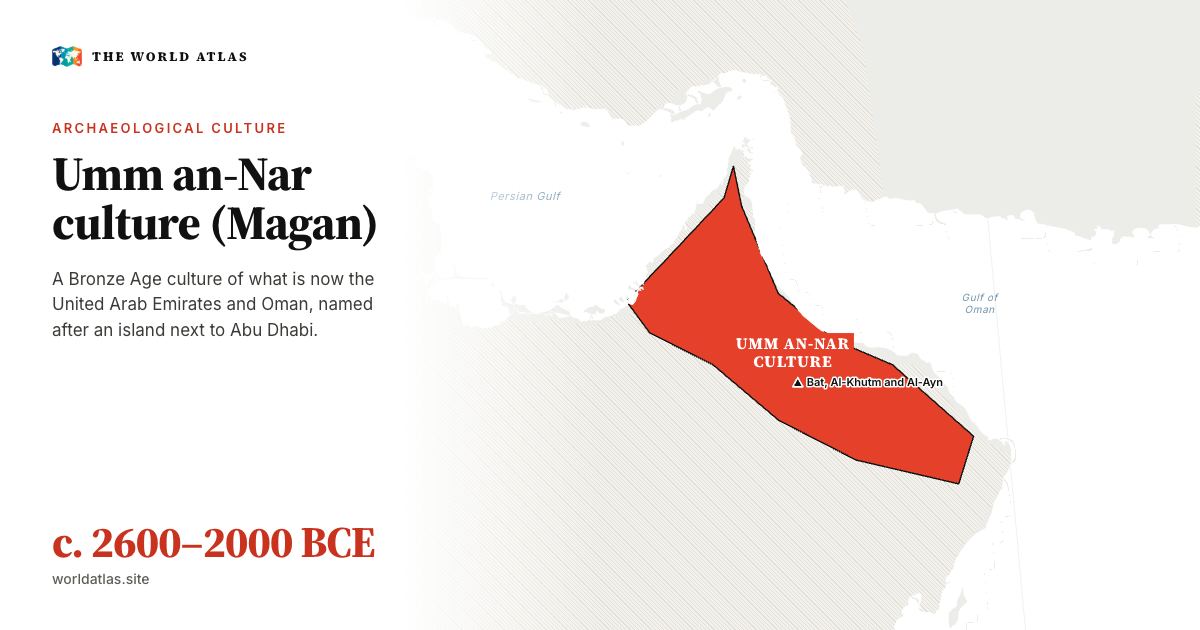 THE WORLD ATLAS
ARCHAEOLOGICAL CULTURE
Umm an-Nar
culture (Magan)
A Bronze Age culture of what is now the
United Arab Emirates and Oman, named
after an island next to Abu Dhabi.
c. 2600–2000 BCE
worldatlas.site
Persian Gulf
Gulf of
Oman
UMM AN-NAR
CULTURE
Bat, Al-Khutm and Al-Ayn